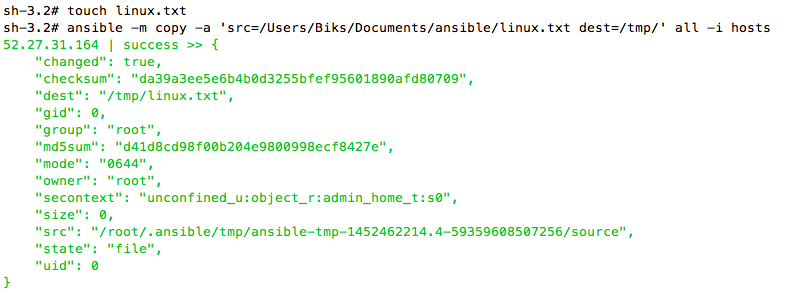 sh-3.2# touch linux.txt
sh-3.2# ansible -m copy -a 'src=/Users/Biks/Documents/ansible/linux.txt dest=/tmp/' all -i hosts
52.27.31.164 | success >> {
    "changed": true,
    "checksum": "da39a3ee5e6b4b0d3255bfef95601890afd80709",
    "dest": "/tmp/linux.txt",
    "gid": 0,
    "group": "root",
    "md5sum": "d41d8cd98f00b204e9800998ecf8427e",
    "mode": "0644",
    "owner": "root",
    "secontext": "unconfined_u:object_r:admin_home_t:s0",
    "size": 0,
    "src": "/root/.ansible/tmp/ansible-tmp-1452462214.4-59359608507256/source",
    "state": "file",
    "uid": 0
}